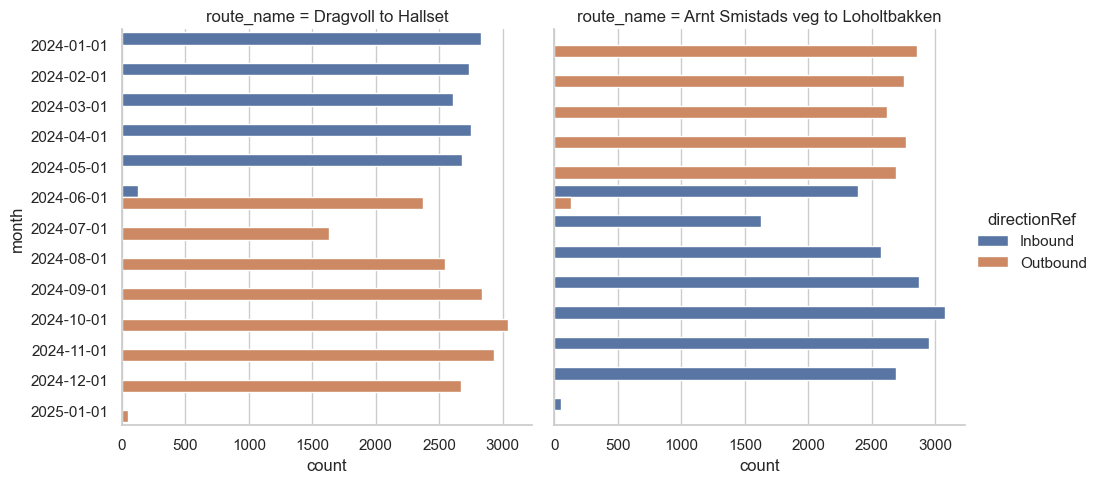 route_name = Dragvoll to Hallset
route_name = Arnt Smistads veg to Loholtbakken
month
2024-01-01
2024-02-01
2024-03-01
2024-04-01
2024-05-01
2024-06-01
2024-07-01
2024-08-01
2024-09-01
2024-10-01
2024-11-01
2024-12-01
2025-01-01
0 500 1000 1500 2000 2500 3000
count
0 500 1000 1500 2000 2500 3000
count
directionRef
Inbound
Outbound